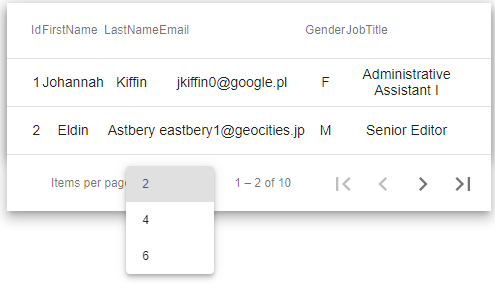 Id FirstName LastName Email Gender JobTitle
1 Johannah Kiffin jkiffin0@google.pl F Administrative
Assistant I
2 Eldin Astbery eastbery1@geocities.jp M Senior Editor
Items per pag 2 1 – 2 of 10
4
6